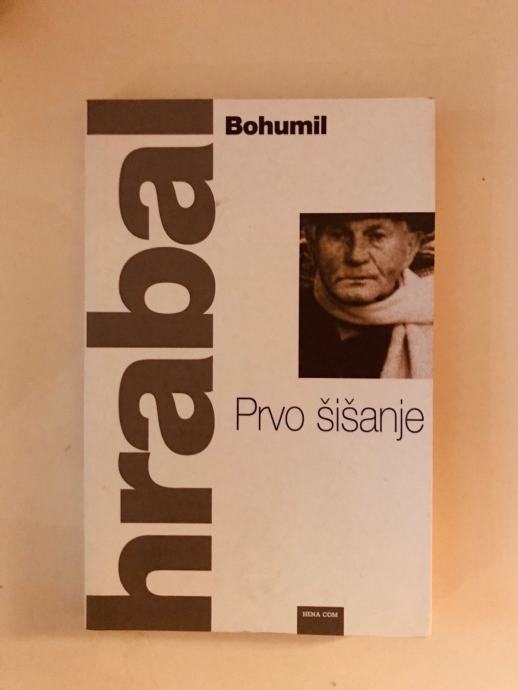 Bohumil
hrabal
Prvo šišanje
HENA COM